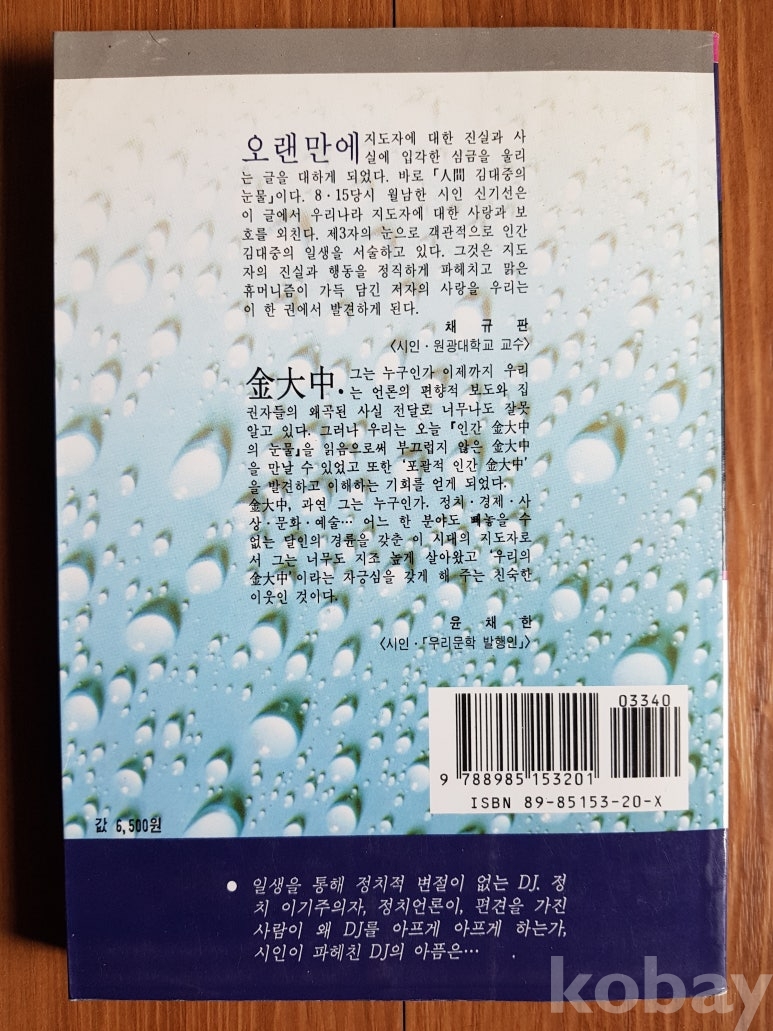 오랜만에 지도자에 대한 진실과 사
실에 입각한 심금을 울리
는 글을 대하게 되었다. 바로 「人間 김대중의
눈물」이다. 8·15당시 월남한 시인 신기선은
이 글에서 우리나라 지도자에 대한 사랑과 보
호를 외친다. 제3자의 눈으로 객관적으로 인간
김대중의 일생을 서술하고 있다. 그것은 지도
자의 진실과 행동을 정직하게 파헤치고 맑은
휴머니즘이 가득 담긴 저자의 사랑을 우리는
이 한 권에서 발견하게 된다.
채 규 판
〈시인·원광대학교 교수〉
金大中. 그는 누구인가 이제까지 우리
는 언론의 편향적 보도와 집
권자들의 왜곡된 사실 전달로 너무나도 잘못
알고 있다. 그러나 우리는 오늘 『인간 金大中
의 눈물』을 읽음으로써 부끄럽지 않은 金大中
을 만날 수 있었고 또한 '포괄적 인간 金大中'
을 발견하고 이해하는 기회를 얻게 되었다.
金大中, 과연 그는 누구인가. 정치·경제·사
상·문화·예술… 어느 한 분야도 빼놓을 수
없는 달인의 경륜을 갖춘 이 시대의 지도자로
서 그는 너무도 지조 높게 살아왔고 '우리의
金大中'이라는 자긍심을 갖게 해 주는 친숙한
이웃인 것이다.
윤 채 한
〈시인·「우리문학 발행인」〉
03340
9 788985 153201
ISBN 89-85153-20-X
값 6,500원
● 일생을 통해 정치적 변절이 없는 DJ. 정
치 이기주의자, 정치언론이, 편견을 가진
사람이 왜 DJ를 아프게 아프게 하는가,
시인이 파헤친 DJ의 아픔은…
kobay